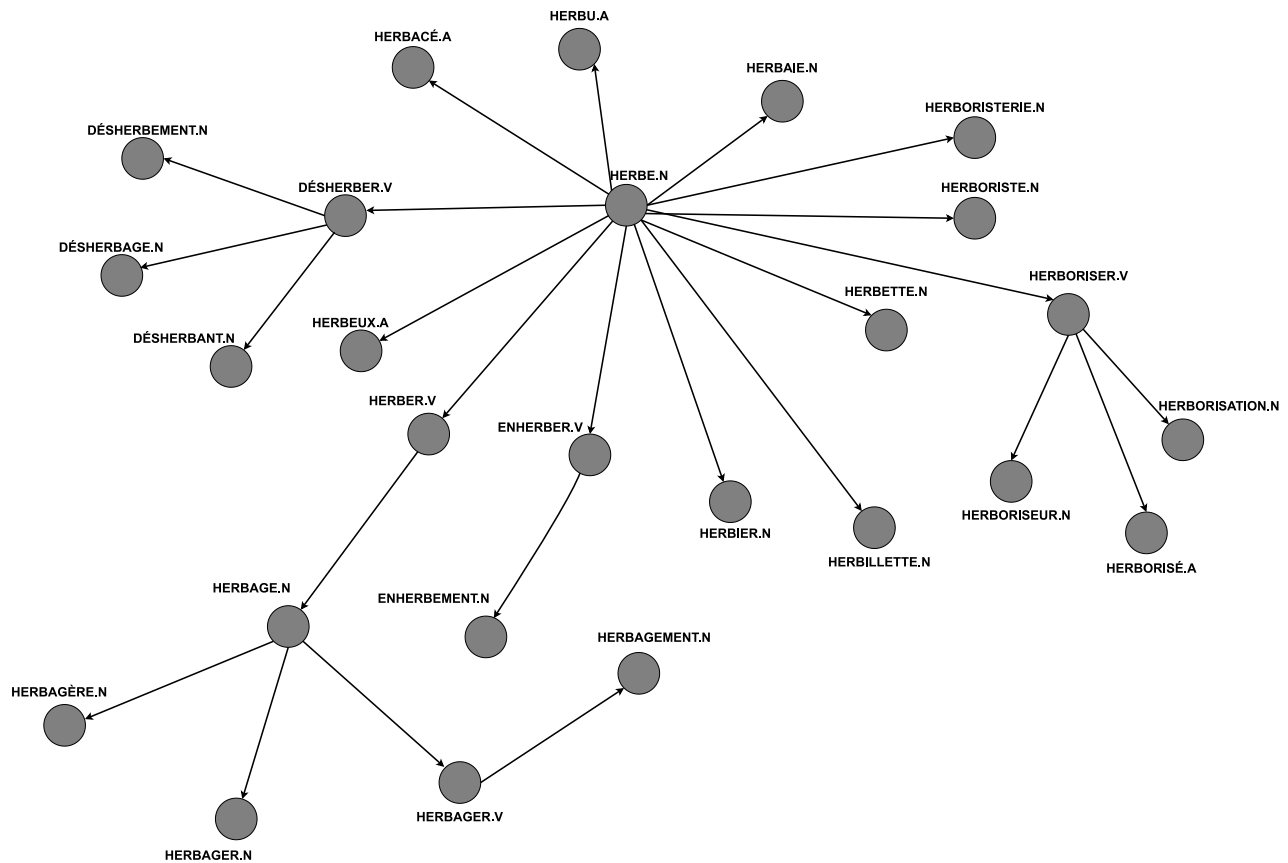 HERBU.A
HERBACÉ.A
HERBAIE.N
HERBORISTERIE.N
DÉSHERBEMENT.N
HERBE.N
DÉSHERBER.V
HERBORISTE.N
DÉSHERBAGE.N
HERBORISER.V
HERBETTE.N
HERBEUX.A
DÉSHERBANT.N
HERBER.V
HERBORISATION.N
ENHERBER.V
HERBORISEUR.N
HERBIER.N
HERBILLETTE.N
HERBORISÉ.A
HERBAGE.N
ENHERBEMENT.N
HERBAGEMENT.N
HERBAGÈRE.N
HERBAGER.V
HERBAGER.N